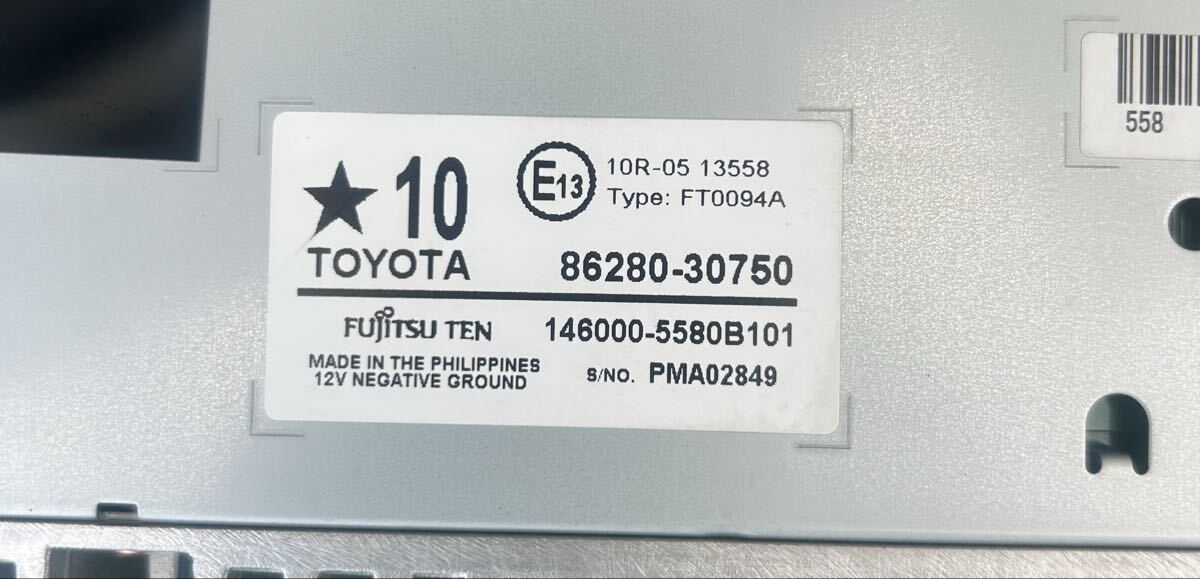 ★ 10
TOYOTA
E13
10R-05 13558
Type: FT0094A
86280-30750
FUJITSU TEN
146000-5580B101
MADE IN THE PHILIPPINES
12V NEGATIVE GROUND
S/NO. PMA02849
558